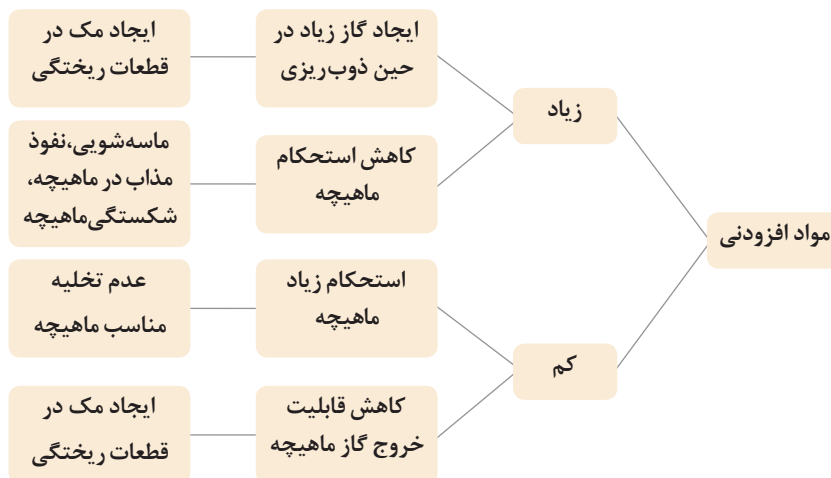 مواد افزودنی
زیاد
ایجاد گاز زیاد در
حین ذوب‌ریزی
ایجاد مک در
قطعات ریختگی
کاهش استحکام
ماهیچه
ماسه‌شویی،نفوذ
مذاب در ماهیچه،
شکستگی‌ماهیچه
کم
استحکام زیاد
ماهیچه
عدم تخلیه
مناسب ماهیچه
کاهش قابلیت
خروج گاز ماهیچه
ایجاد مک در
قطعات ریختگی